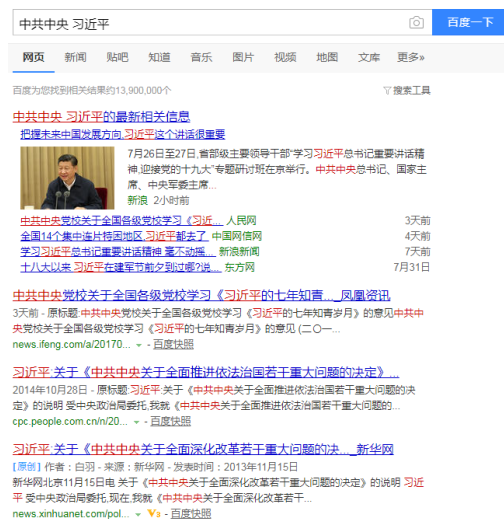 中共中央 习近平
百度一下
网页 新闻 贴吧 知道 音乐 图片 视频 地图 文库 更多»
百度为您找到相关结果约13,900,000个 搜索工具
中共中央 习近平的最新相关信息
把握未来中国发展方向,习近平这个讲话很重要
7月26日至27日,省部级主要领导干部“学习习近平总书记重要讲话精
神,迎接党的十九大”专题研讨班在京举行。中共中央总书记、国家主
席、中央军委主席...
新浪 2小时前
中共中央党校关于全国各级党校学习《习近... 人民网 3天前
全国14个集中连片特困地区,习近平都去了 中国网信网 4天前
学习习近平总书记重要讲话精神 毫不动摇... 新浪新闻 7天前
十八大以来 习近平在建军节前夕到过哪?说... 东方网 7月31日
中共中央党校关于全国各级党校学习《习近平的七年知青..._凤凰资讯
3天前 - 原标题:中共中央党校关于全国各级党校学习《习近平的七年知青岁月》的意见中共中
央党校关于全国各级党校学习《习近平的七年知青岁月》的意见 (二〇一...
news.ifeng.com/a/20170... - 百度快照
习近平:关于《中共中央关于全面推进依法治国若干重大问题的决定》...
2014年10月28日 - 原标题:习近平:关于《中共中央关于全面推进依法治国若干重大问题的决
定》的说明 受中央政治局委托,我就《中共中央关于全面推进依法治国若干重大问题的...
cpc.people.com.cn/n/20... - 百度快照
习近平:关于《中共中央关于全面深化改革若干重大问题的决..._新华网
[原创] 作者：白羽 - 来源：新华网 - 发表时间：2013年11月15日
新华网北京11月15日电 关于《中共中央关于全面深化改革若干重大问题的决定》的说明 习近
平 受中央政治局委托,现在,我就《中共中央关于全面深化改革若干...
news.xinhuanet.com/pol... V3 - 百度快照